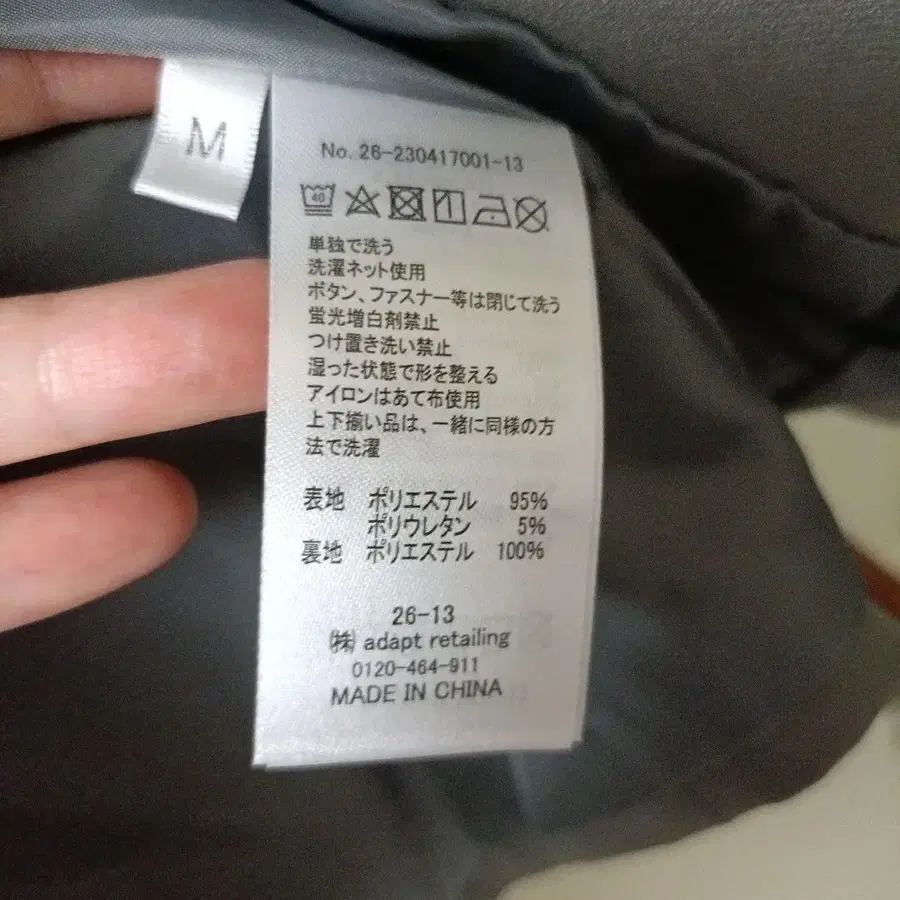 M
No. 26-230417001-13
40
単独で洗う
洗濯ネット使用
ボタン、ファスナー等は閉じて洗う
蛍光増白剤禁止
つけ置き洗い禁止
湿った状態で形を整える
アイロンはあて布使用
上下揃い品は、一緒に同様の方
法で洗濯
表地 ポリエステル 95%
ポリウレタン 5%
裏地 ポリエステル 100%
26-13
㈱ adapt retailing
0120-464-911
MADE IN CHINA